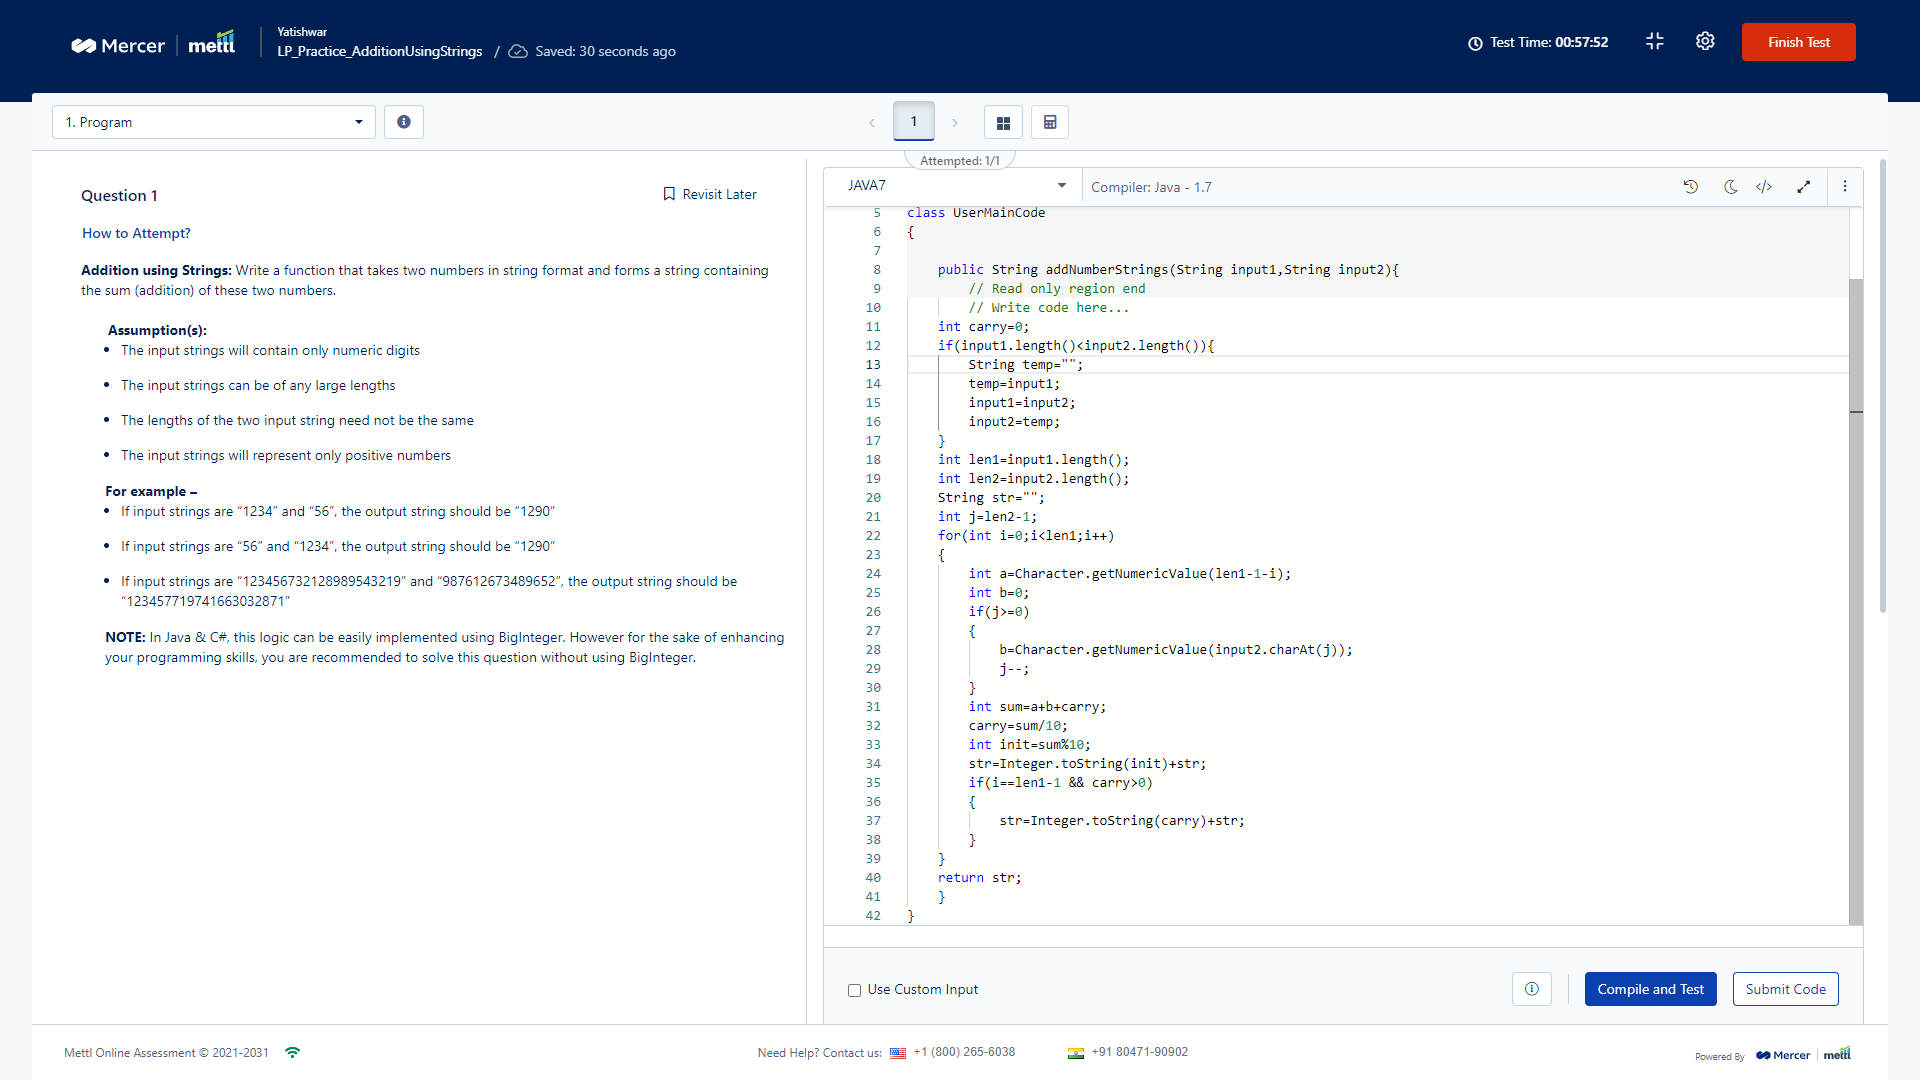 Mercer | mettl
Yatishwar
LP_Practice_AdditionUsingStrings / Saved: 30 seconds ago
Test Time: 00:57:52
Finish Test
1. Program
1
Attempted: 1/1
Question 1
Revisit Later
How to Attempt?
Addition using Strings: Write a function that takes two numbers in string format and forms a string containing
the sum (addition) of these two numbers.
Assumption(s):
• The input strings will contain only numeric digits
• The input strings can be of any large lengths
• The lengths of the two input string need not be the same
• The input strings will represent only positive numbers
For example –
• If input strings are “1234” and “56”, the output string should be “1290”
• If input strings are “56” and “1234”, the output string should be “1290”
• If input strings are “123456732128989543219” and “987612673489652”, the output string should be
“123457719741663032871”
NOTE: In Java & C#, this logic can be easily implemented using BigInteger. However for the sake of enhancing
your programming skills, you are recommended to solve this question without using BigInteger.
JAVA7
Compiler: Java - 1.7
5 class UserMainCode
6 {
7
8 public String addNumberStrings(String input1,String input2){
9 // Read only region end
10 // Write code here...
11 int carry=0;
12 if(input1.length()<input2.length()){
13 String temp="";
14 temp=input1;
15 input1=input2;
16 input2=temp;
17 }
18 int len1=input1.length();
19 int len2=input2.length();
20 String str="";
21 int j=len2-1;
22 for(int i=0;i<len1;i++)
23 {
24 int a=Character.getNumericValue(len1-1-i);
25 int b=0;
26 if(j>=0)
27 {
28 b=Character.getNumericValue(input2.charAt(j));
29 j--;
30 }
31 int sum=a+b+carry;
32 carry=sum/10;
33 int init=sum%10;
34 str=Integer.toString(init)+str;
35 if(i==len1-1 && carry>0)
36 {
37 str=Integer.toString(carry)+str;
38 }
39 }
40 return str;
41 }
42 }
Use Custom Input
Compile and Test
Submit Code
Mettl Online Assessment © 2021-2031
Need Help? Contact us: +1 (800) 265-6038
+91 80471-90902
Powered By Mercer | mettl